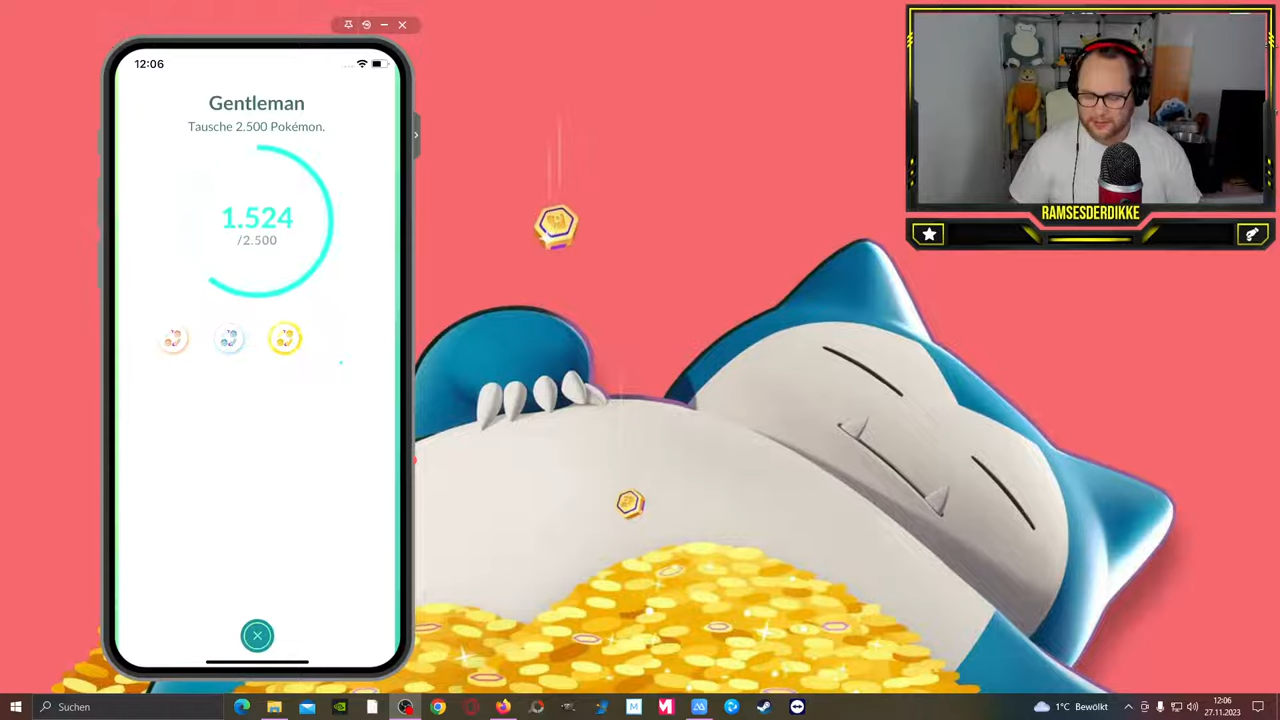 12:06
Gentleman
Tausche 2.500 Pokémon.
1.524
/2.500
RAMSESDERDIKKE
Suchen
1°C Bewölkt
12:06
27.11.2023